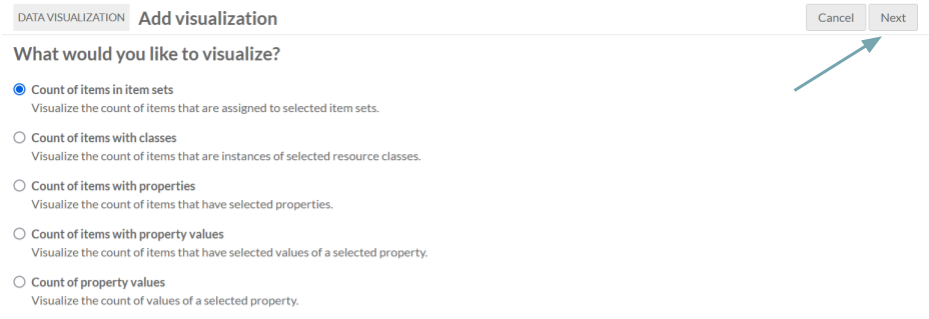 DATA VISUALIZATION Add visualization Cancel Next
What would you like to visualize?
Count of items in item sets
Visualize the count of items that are assigned to selected item sets.
Count of items with classes
Visualize the count of items that are instances of selected resource classes.
Count of items with properties
Visualize the count of items that have selected properties.
Count of items with property values
Visualize the count of items that have selected values of a selected property.
Count of property values
Visualize the count of values of a selected property.